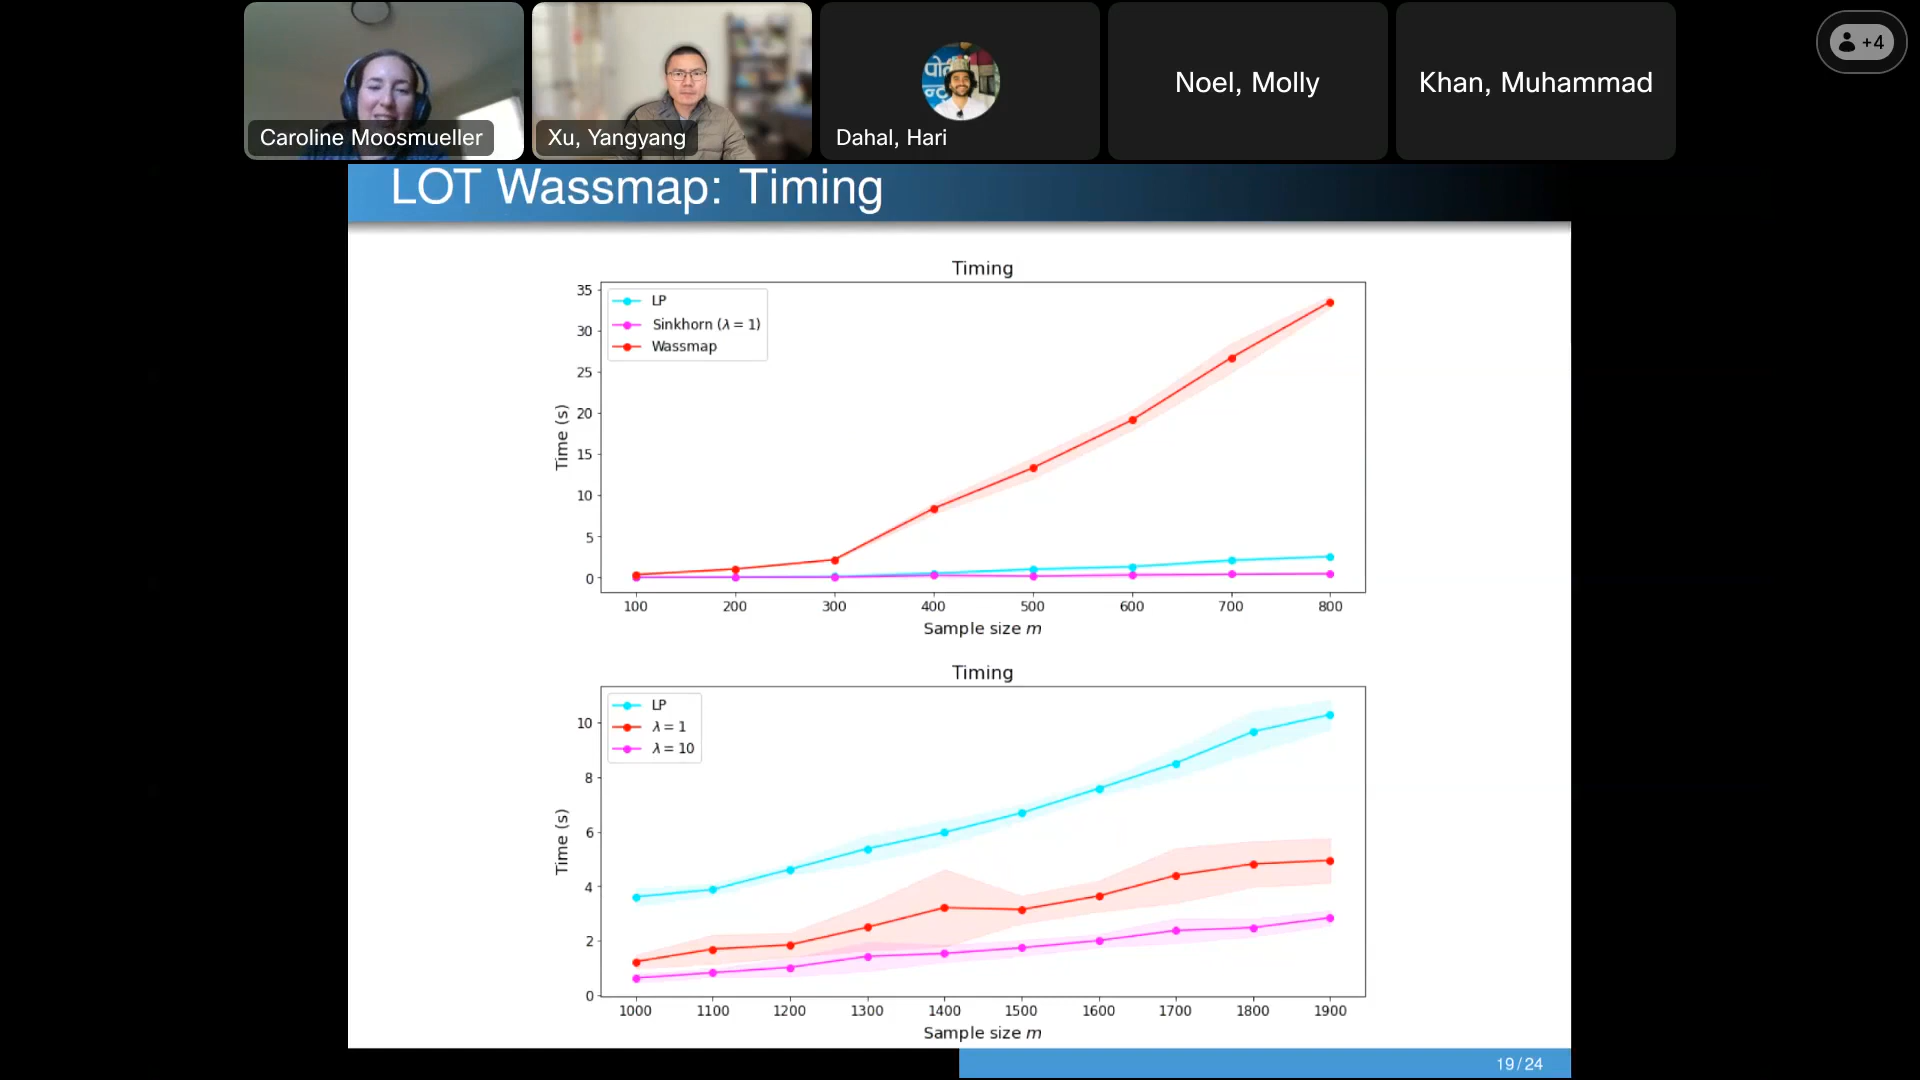 Caroline Moosmueller
Xu, Yangyang
Dahal, Hari
Noel, Molly
Khan, Muhammad
+4
LOT Wassmap: Timing
Timing
LP
Sinkhorn (λ = 1)
Wassmap
35
30
25
20
15
10
5
0
Time (s)
100 200 300 400 500 600 700 800
Sample size m
Timing
LP
λ = 1
λ = 10
10
8
6
4
2
0
Time (s)
1000 1100 1200 1300 1400 1500 1600 1700 1800 1900
Sample size m
19/24